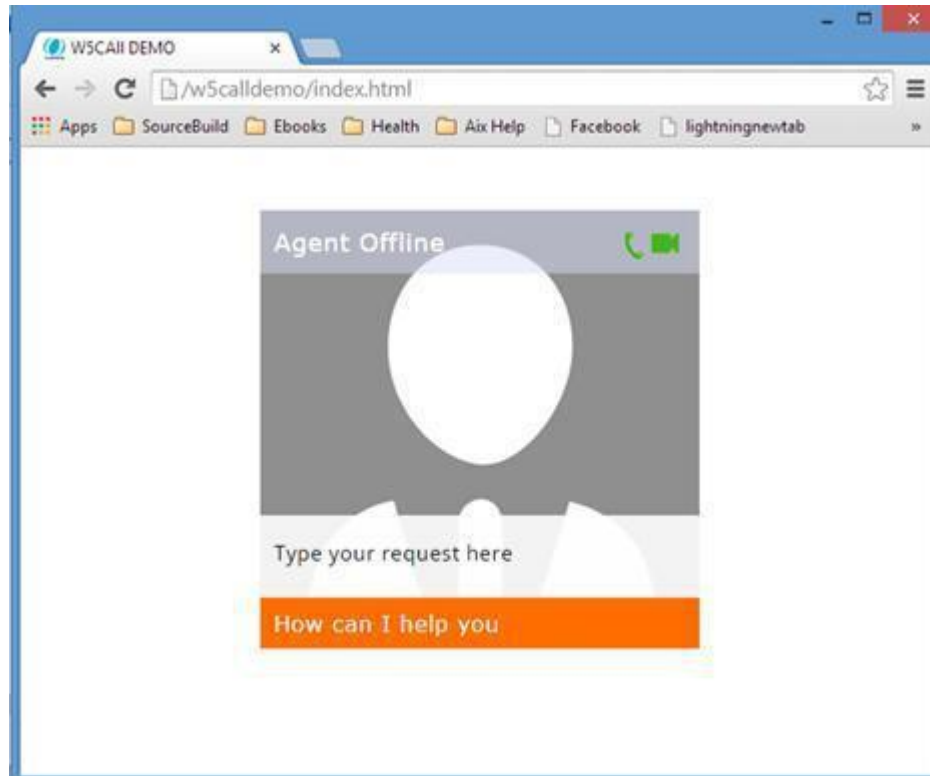 W5CAll DEMO
/w5calldemo/index.html
Apps SourceBuild Ebooks Health Aix Help Facebook lightningnewtab »
Agent Offline
Type your request here
How can I help you